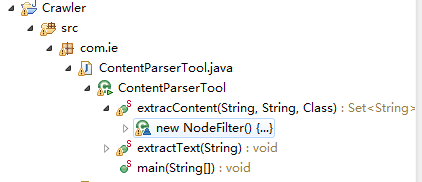 Crawler
src
com.ie
ContentParserTool.java
ContentParserTool
extracContent(String, String, Class) : Set<String>
new NodeFilter() {...}
extractText(String) : void
main(String[]) : void